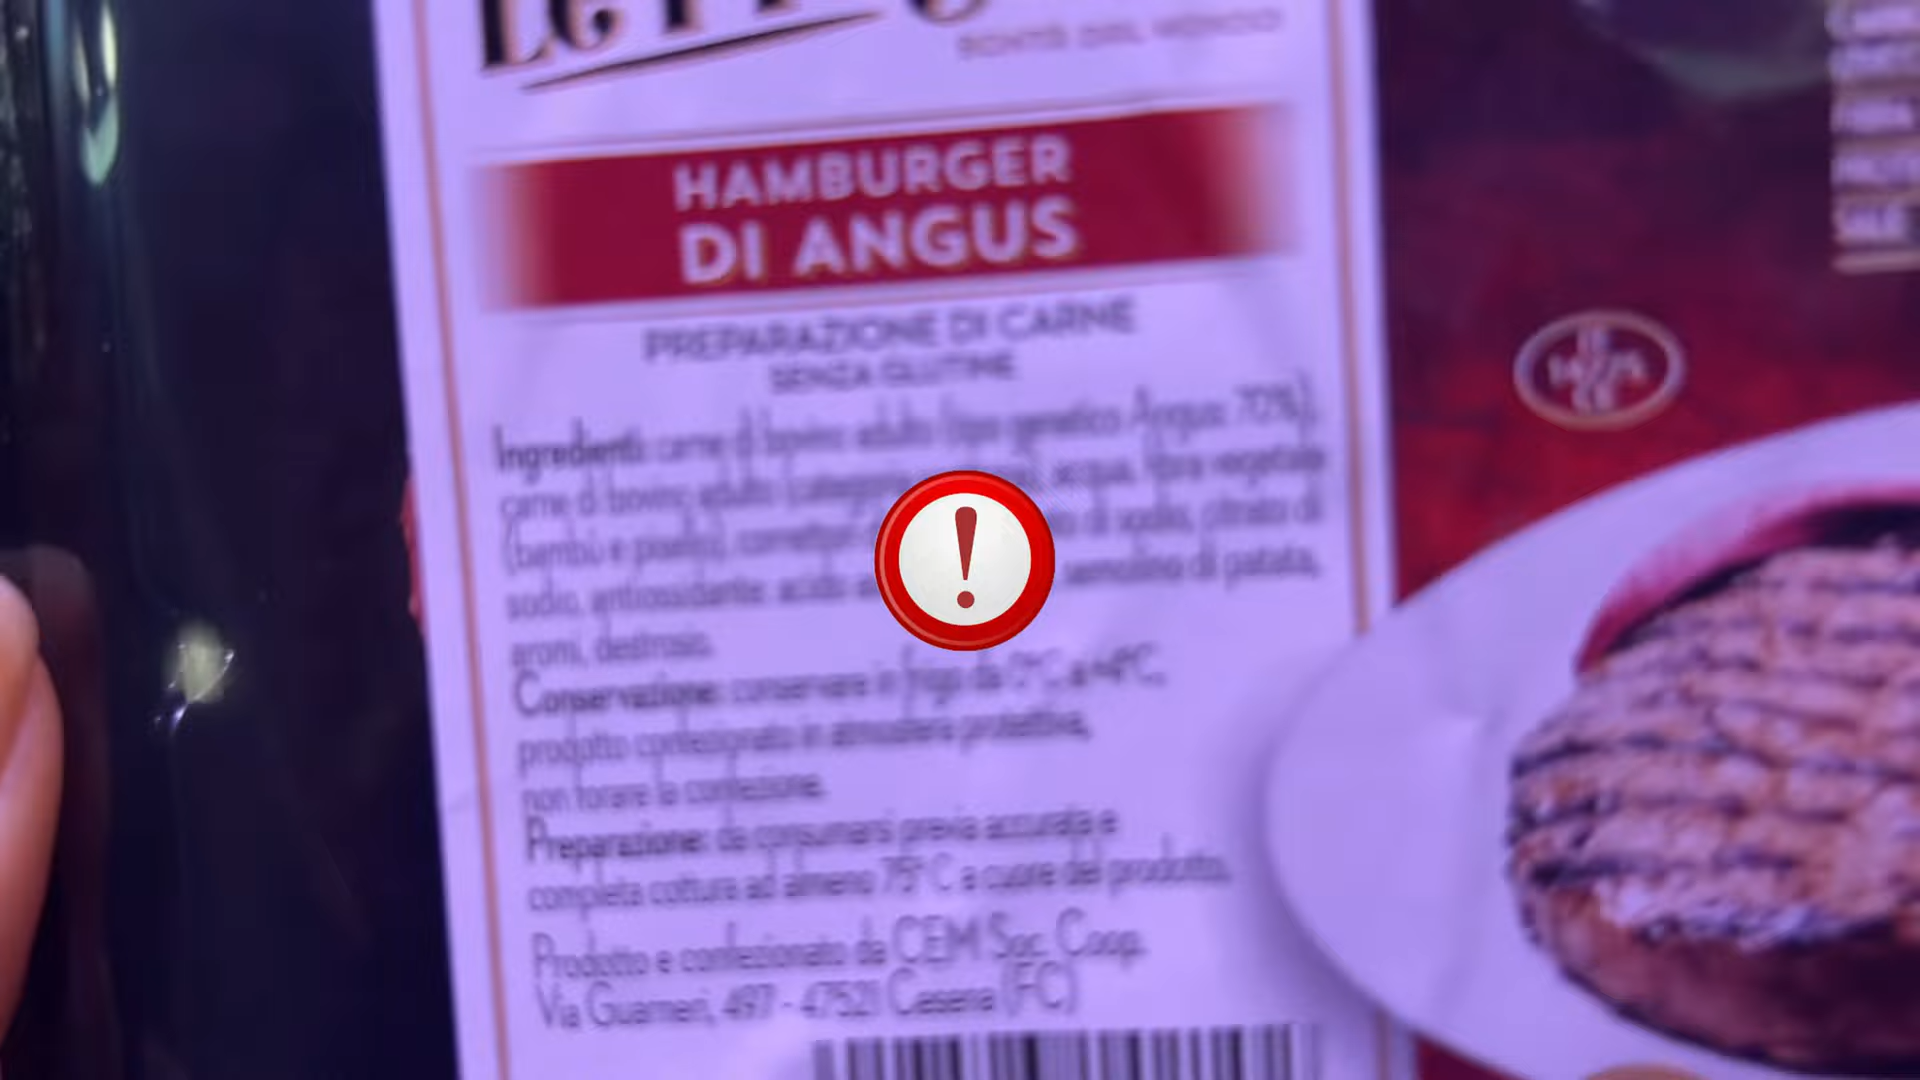 HAMBURGER
DI ANGUS
PREPARAZIONE DI CARNE
SENZA GLUTINE
Ingredienti: carne di bovino adulto (tipo genetico Angus 70%),
carne di bovino adulto acqua, fibra vegetale
(bambù e pisello), correttori di sodio, citrato di
sodio, antiossidante: acido semolino di patata,
aromi, destrosio.
Conservazione: conservare in frigo da 0°C a +4°C,
prodotto confezionato in atmosfera protettiva,
non forare la confezione.
Preparazione: da consumarsi previa accurata e
completa cottura ad almeno 75°C a cuore del prodotto.
Prodotto e confezionato da CEM Soc. Coop.
Via Guarneri, 497 - 47521 Cesena (FC)